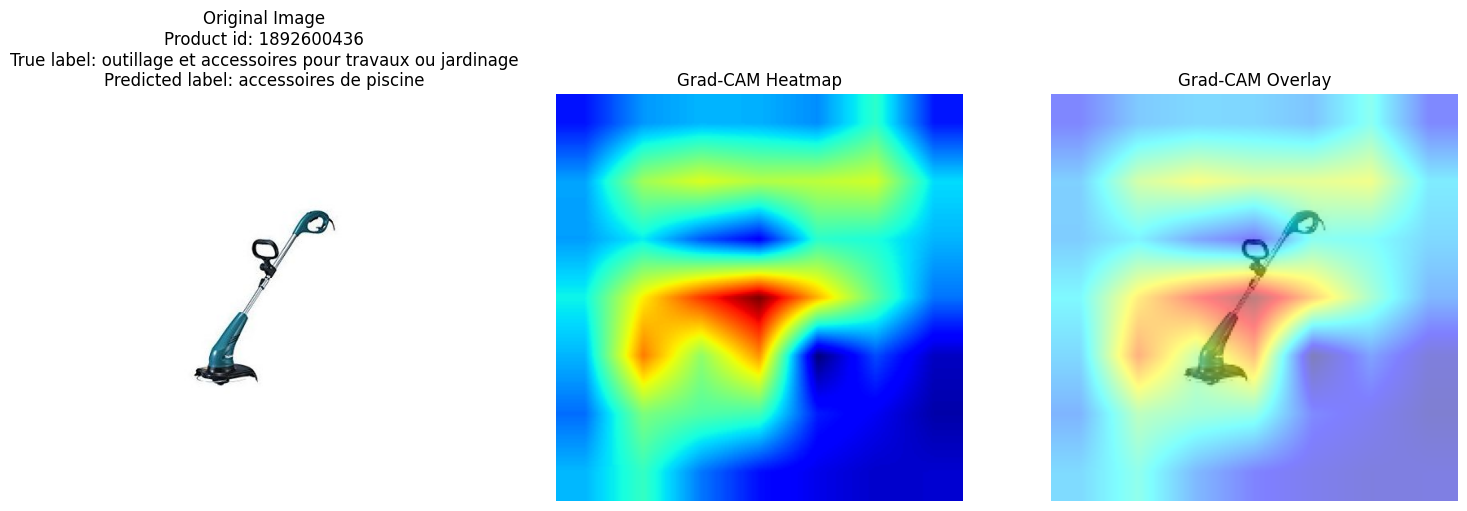 Original Image
Product id: 1892600436
True label: outillage et accessoires pour travaux ou jardinage
Predicted label: accessoires de piscine
Grad-CAM Heatmap
Grad-CAM Overlay